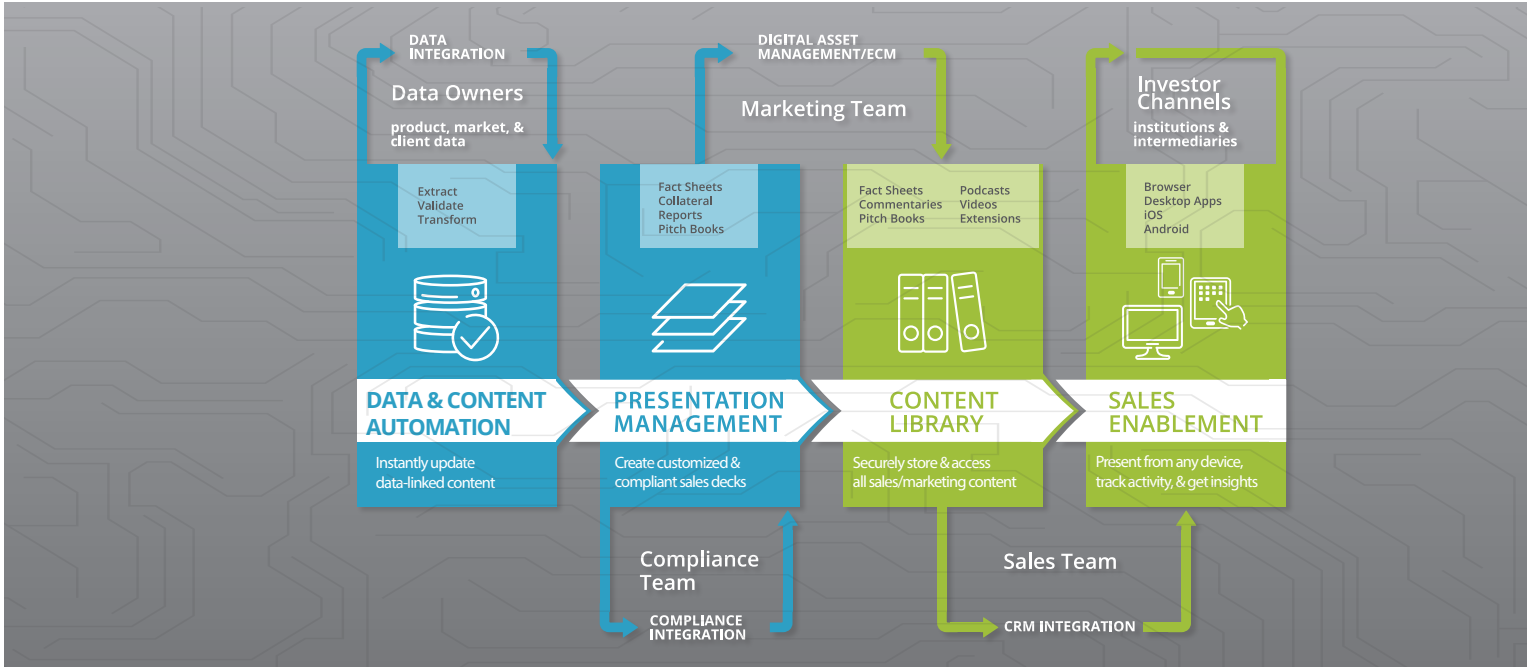 DATA
INTEGRATION
Data Owners
product, market, &
client data
Extract
Validate
Transform
DATA & CONTENT
AUTOMATION
Instantly update
data-linked content
Fact Sheets
Collateral
Reports
Pitch Books
PRESENTATION
MANAGEMENT
Create customized &
compliant sales decks
Compliance
Team
COMPLIANCE
INTEGRATION
DIGITAL ASSET
MANAGEMENT/ECM
Marketing Team
Fact Sheets
Commentaries
Pitch Books
Podcasts
Videos
Extensions
CONTENT
LIBRARY
Securely store & access
all sales/marketing content
Sales Team
CRM INTEGRATION
Investor
Channels
institutions &
intermediaries
Browser
Desktop Apps
iOS
Android
SALES
ENABLEMENT
Present from any device,
track activity, & get insights